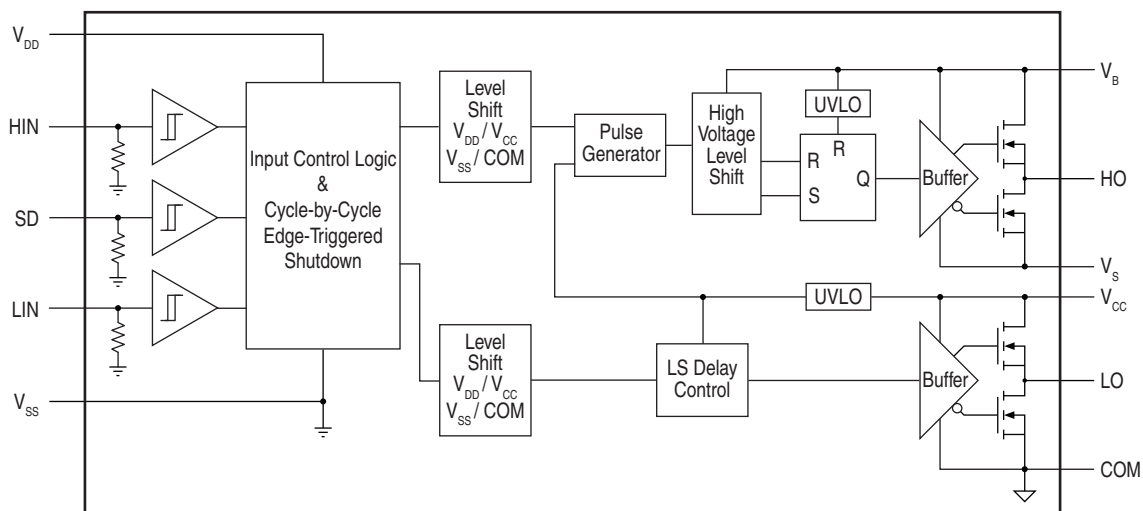 V_DD
HIN
SD
LIN
V_SS
Input Control Logic
&
Cycle-by-Cycle
Edge-Triggered
Shutdown
Level
Shift
V_DD / V_CC
V_SS / COM
Level
Shift
V_DD / V_CC
V_SS / COM
Pulse
Generator
High
Voltage
Level
Shift
UVLO
R
R
S
Q
Buffer
UVLO
LS Delay
Control
Buffer
V_B
HO
V_S
V_CC
LO
COM